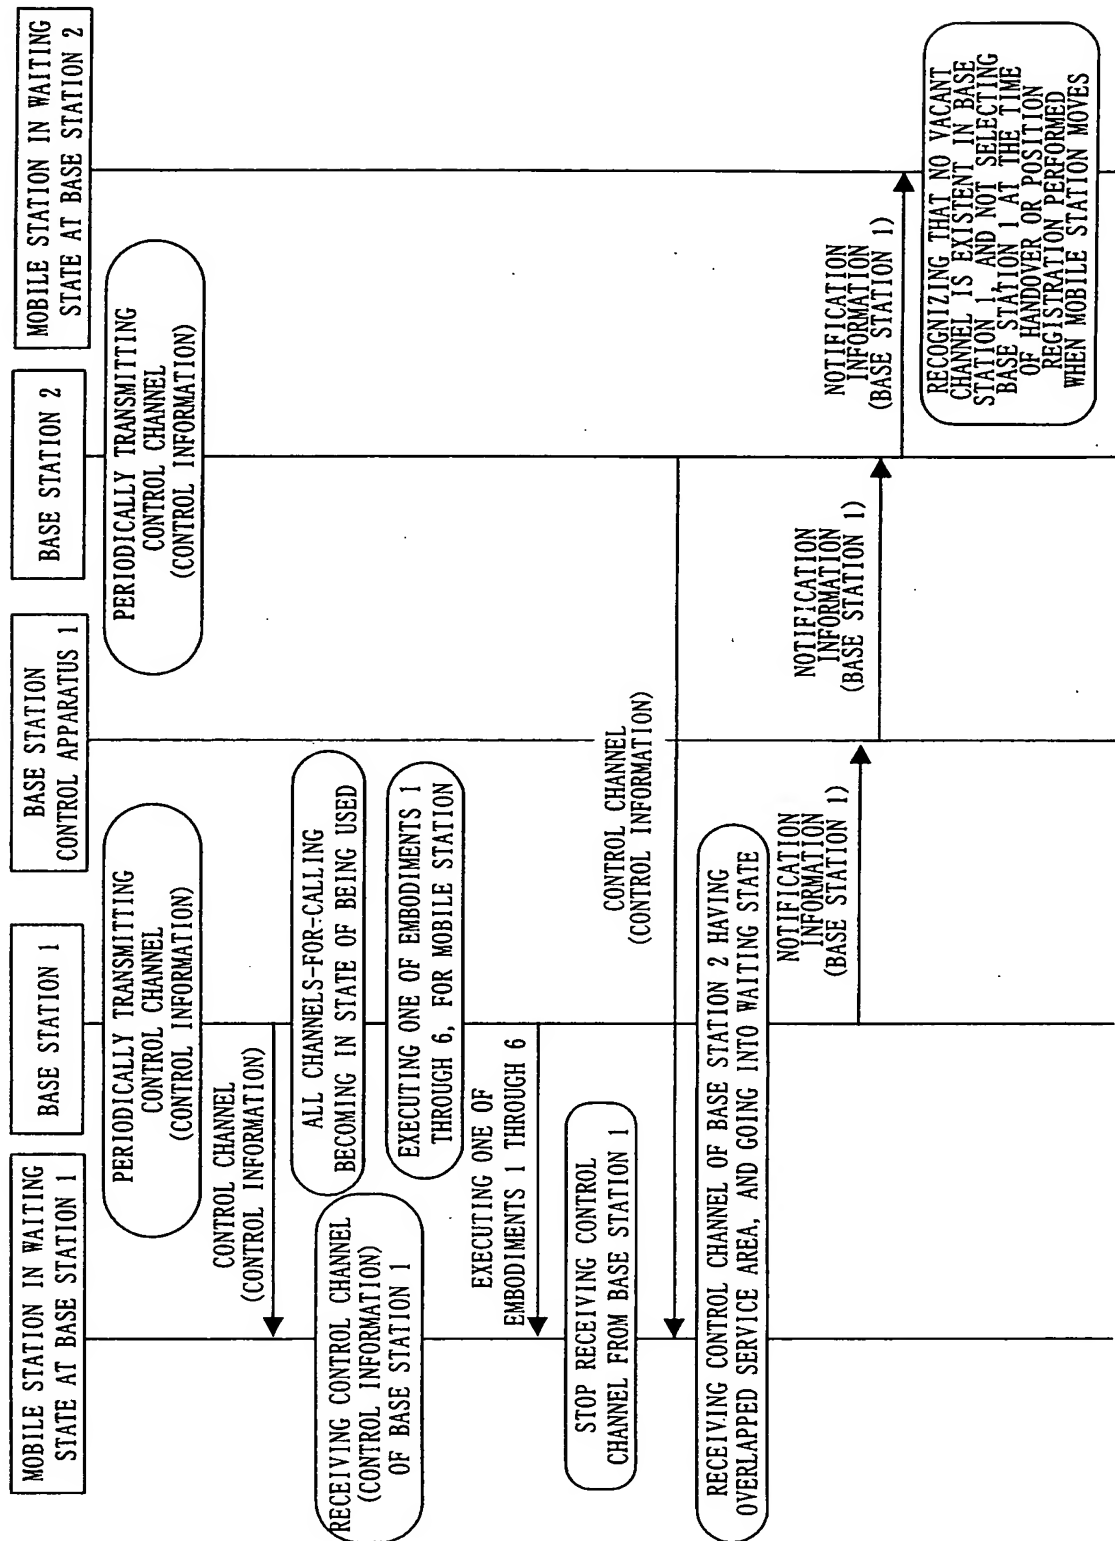 MOBILE STATION IN WAITING
STATE AT BASE STATION 1
BASE STATION 1
BASE STATION
CONTROL APPARATUS 1
BASE STATION 2
MOBILE STATION IN WAITING
STATE AT BASE STATION 2
PERIODICALLY TRANSMITTING
CONTROL CHANNEL
(CONTROL INFORMATION)
PERIODICALLY TRANSMITTING
CONTROL CHANNEL
(CONTROL INFORMATION)
CONTROL CHANNEL
(CONTROL INFORMATION)
ALL CHANNELS-FOR-CALLING
BECOMING IN STATE OF BEING USED
RECEIVING CONTROL CHANNEL
(CONTROL INFORMATION)
OF BASE STATION 1
EXECUTING ONE OF EMBODIMENTS 1
THROUGH 6, FOR MOBILE STATION
EXECUTING ONE OF
EMBODIMENTS 1 THROUGH 6
STOP RECEIVING CONTROL
CHANNEL FROM BASE STATION 1
CONTROL CHANNEL
(CONTROL INFORMATION)
RECEIVING CONTROL CHANNEL OF BASE STATION 2 HAVING
OVERLAPPED SERVICE AREA, AND GOING INTO WAITING STATE
NOTIFICATION
INFORMATION
(BASE STATION 1)
NOTIFICATION
INFORMATION
(BASE STATION 1)
NOTIFICATION
INFORMATION
(BASE STATION 1)
RECOGNIZING THAT NO VACANT
CHANNEL IS EXISTENT IN BASE
STATION 1, AND NOT SELECTING
BASE STATION 1 AT THE TIME
OF HANDOVER OR POSITION
REGISTRATION PERFORMED
WHEN MOBILE STATION MOVES